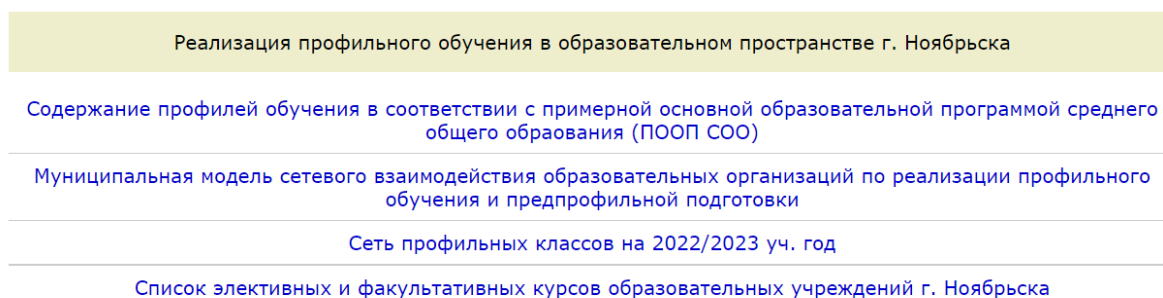 Реализация профильного обучения в образовательном пространстве г. Ноябрьска
Содержание профилей обучения в соответствии с примерной основной образовательной программой среднего
общего обраования (ПООП СОО)
Муниципальная модель сетевого взаимодействия образовательных организаций по реализации профильного
обучения и предпрофильной подготовки
Сеть профильных классов на 2022/2023 уч. год
Список элективных и факультативных курсов образовательных учреждений г. Ноябрьска